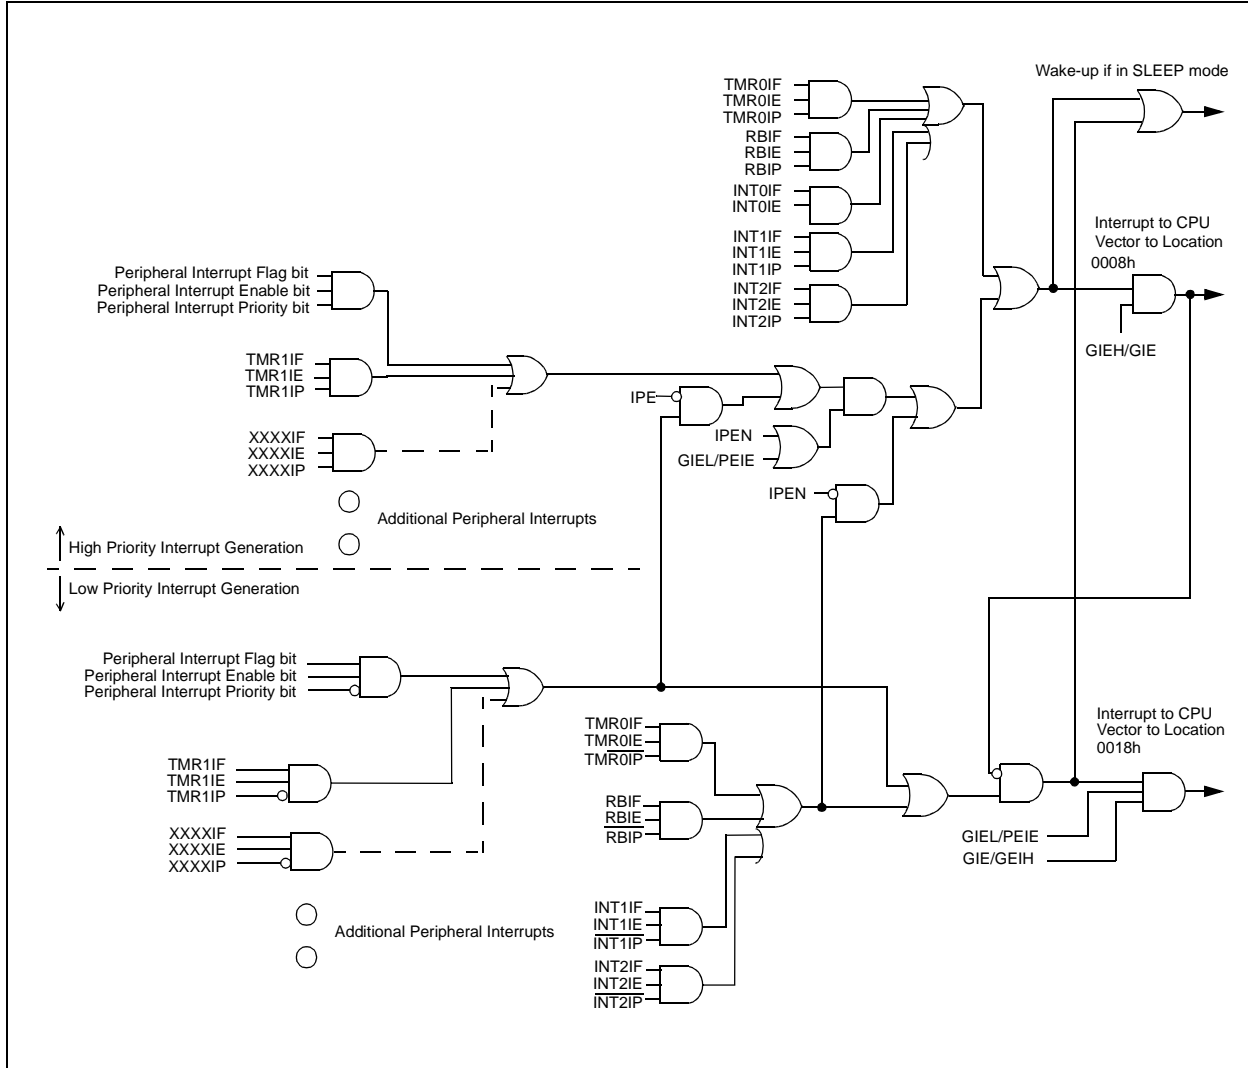 Wake-up if in SLEEP mode
TMR0IF
TMR0IE
TMR0IP
RBIF
RBIE
RBIP
INT0IF
INT0IE
INT1IF
INT1IE
INT1IP
INT2IF
INT2IE
INT2IP
Interrupt to CPU
Vector to Location
0008h
GIEH/GIE
Peripheral Interrupt Flag bit
Peripheral Interrupt Enable bit
Peripheral Interrupt Priority bit
TMR1IF
TMR1IE
TMR1IP
XXXXIF
XXXXIE
XXXXIP
IPE
IPEN
GIEL/PEIE
IPEN
Additional Peripheral Interrupts
High Priority Interrupt Generation
Low Priority Interrupt Generation
Peripheral Interrupt Flag bit
Peripheral Interrupt Enable bit
Peripheral Interrupt Priority bit
TMR1IF
TMR1IE
TMR1IP
XXXXIF
XXXXIE
XXXXIP
Additional Peripheral Interrupts
TMR0IF
TMR0IE
TMR0IP
RBIF
RBIE
RBIP
INT1IF
INT1IE
INT1IP
INT2IF
INT2IE
INT2IP
Interrupt to CPU
Vector to Location
0018h
GIEL/PEIE
GIE/GEIH